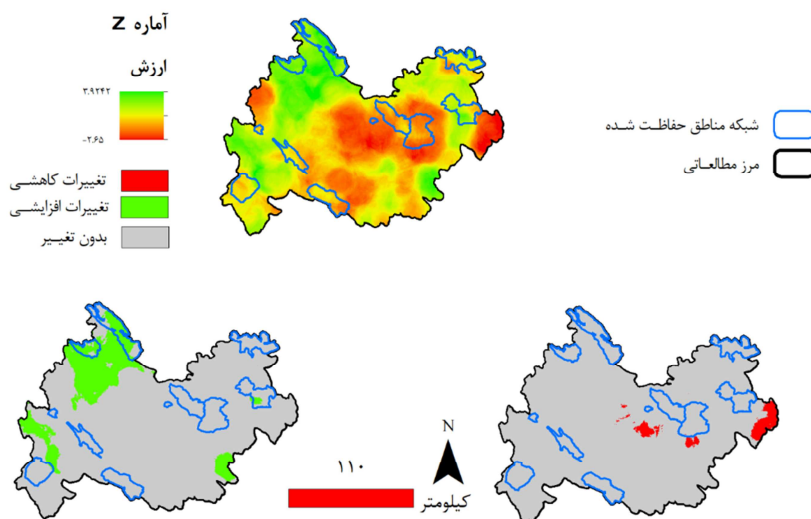 آماره Z
ارزش
۳.۹۲۴۲
-۲.۶۵
تغییرات کاهشی
تغییرات افزایشی
بدون تغییر
شبکه مناطق حفاظت شده
مرز مطالعاتی
N
۱۱۰
کیلومتر